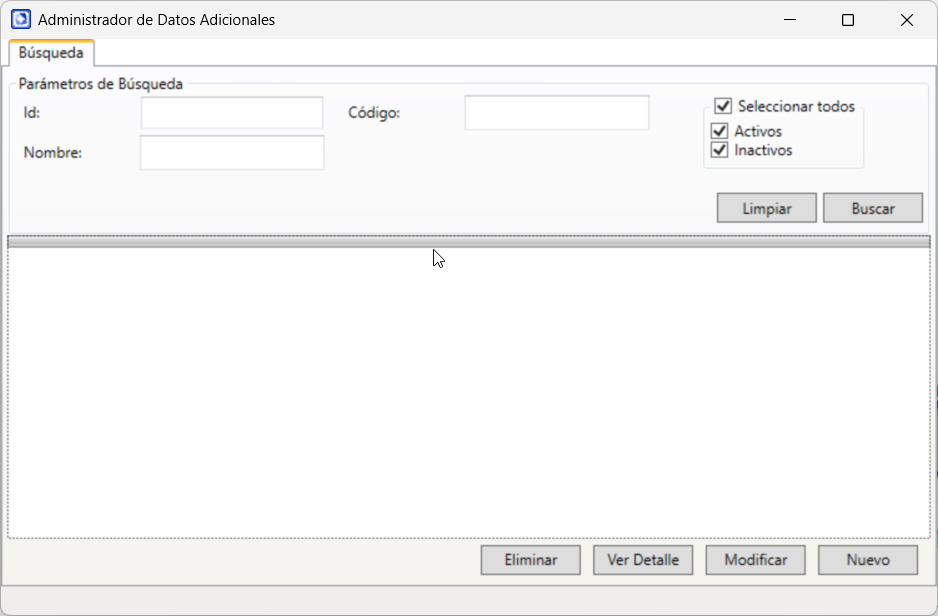 Administrador de Datos Adicionales
Búsqueda
Parámetros de Búsqueda
Id:
Código:
Seleccionar todos
Activos
Nombre:
Inactivos
Limpiar
Buscar
Eliminar
Ver Detalle
Modificar
Nuevo